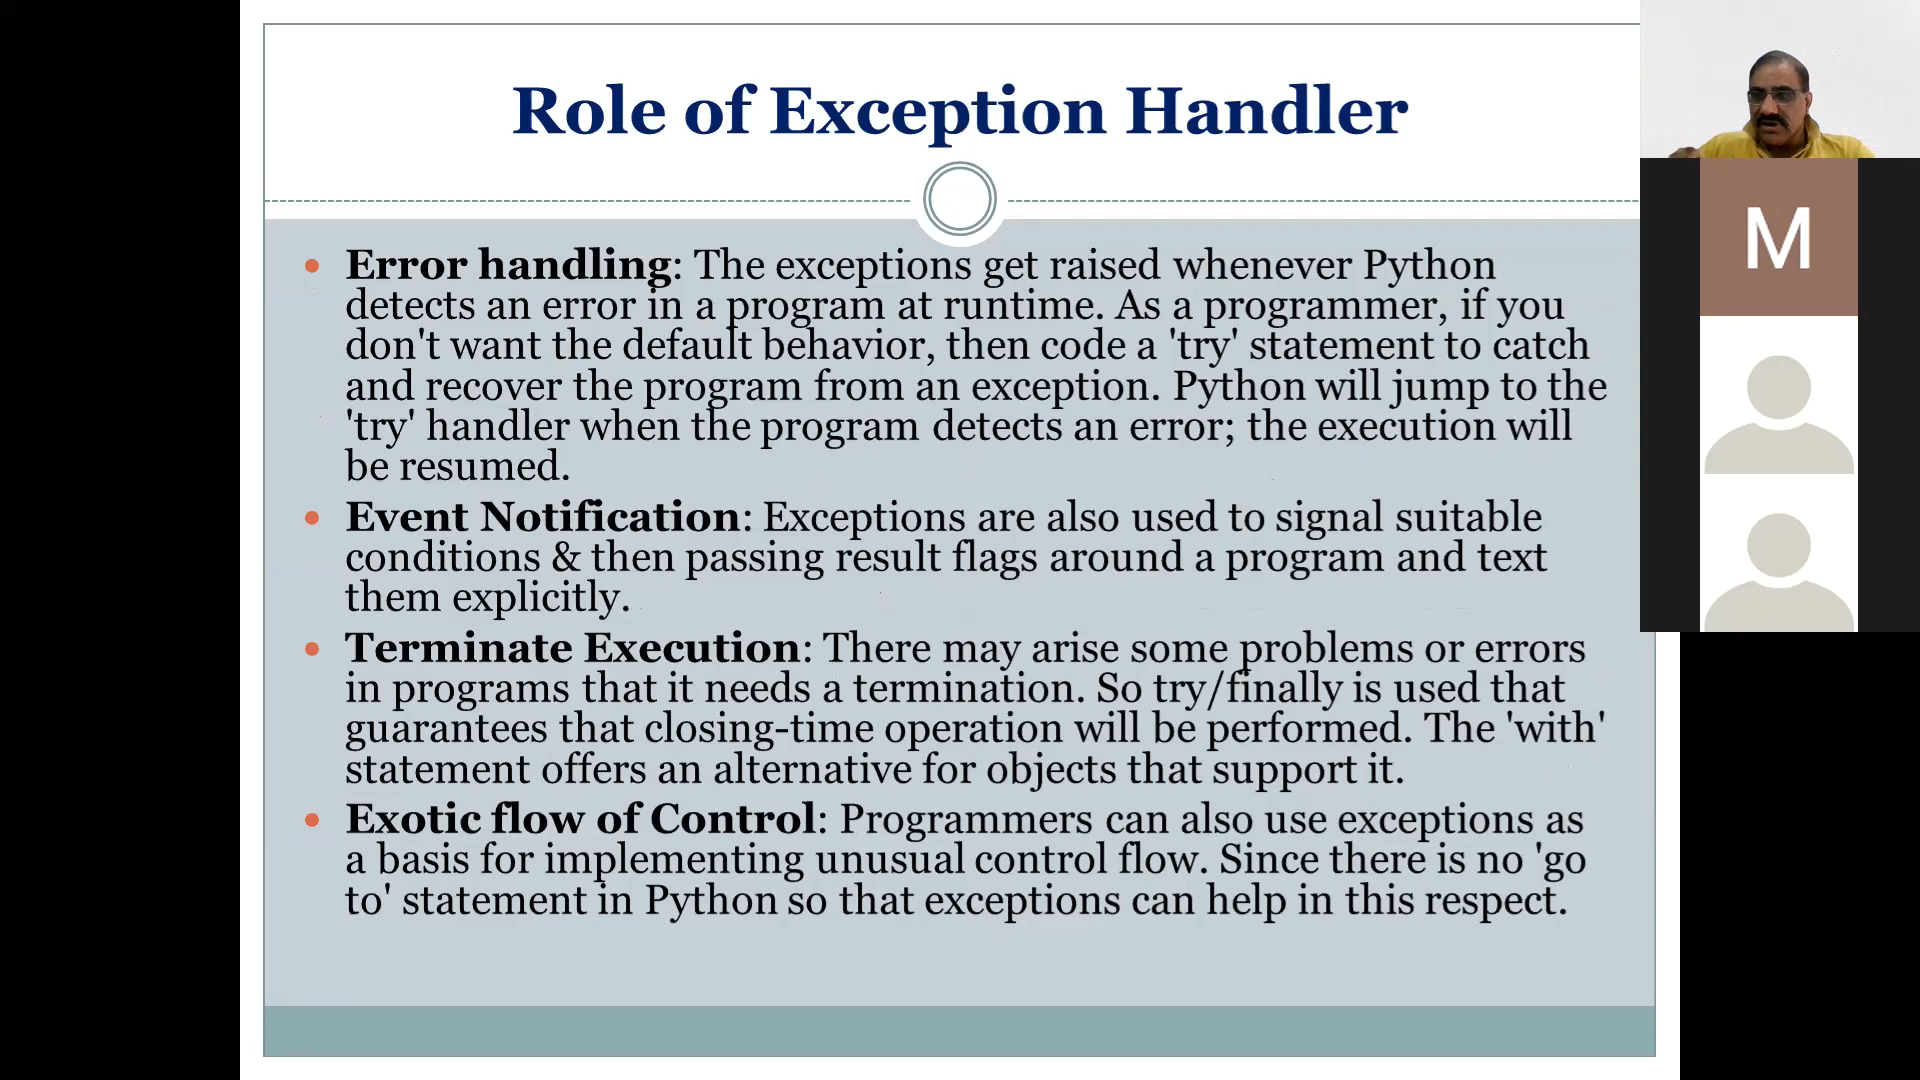 Role of Exception Handler
M
• Error handling: The exceptions get raised whenever Python
detects an error in a program at runtime. As a programmer, if you
don't want the default behavior, then code a 'try' statement to catch
and recover the program from an exception. Python will jump to the
'try' handler when the program detects an error; the execution will
be resumed.
• Event Notification: Exceptions are also used to signal suitable
conditions & then passing result flags around a program and text
them explicitly.
• Terminate Execution: There may arise some problems or errors
in programs that it needs a termination. So try/finally is used that
guarantees that closing-time operation will be performed. The 'with'
statement offers an alternative for objects that support it.
• Exotic flow of Control: Programmers can also use exceptions as
a basis for implementing unusual control flow. Since there is no 'go
to' statement in Python so that exceptions can help in this respect.